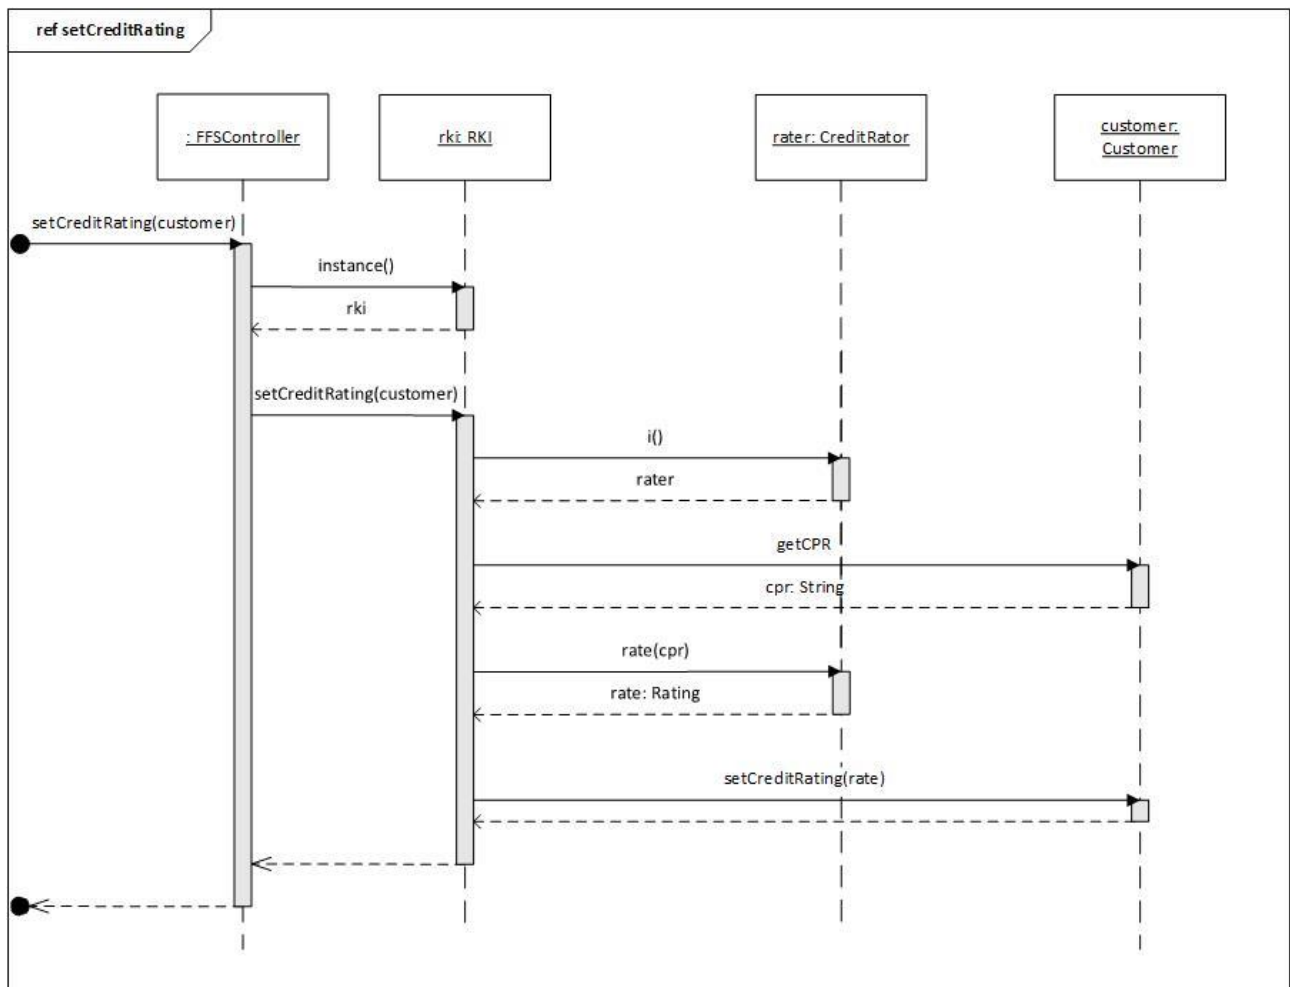 ref setCreditRating
: FFSController
rki: RKI
rater: CreditRator
customer:
Customer
setCreditRating(customer)
instance()
rki
setCreditRating(customer)
i()
rater
getCPR
cpr: String
rate(cpr)
rate: Rating
setCreditRating(rate)